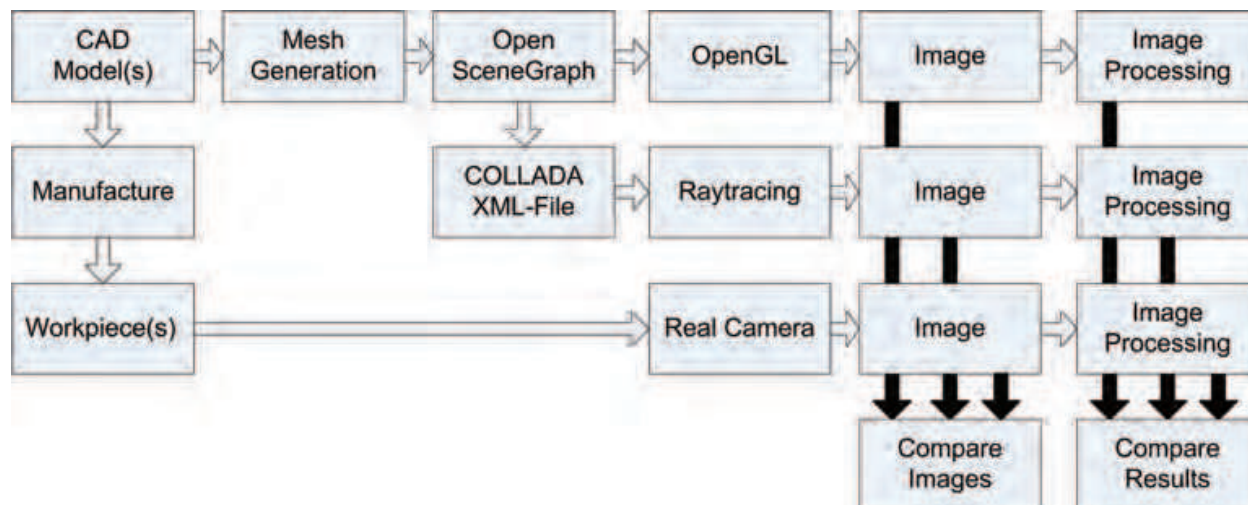 CAD
Model(s)
Mesh
Generation
Open
SceneGraph
OpenGL
Image
Image
Processing
Manufacture
COLLADA
XML-File
Raytracing
Image
Image
Processing
Workpiece(s)
Real Camera
Image
Image
Processing
Compare
Images
Compare
Results